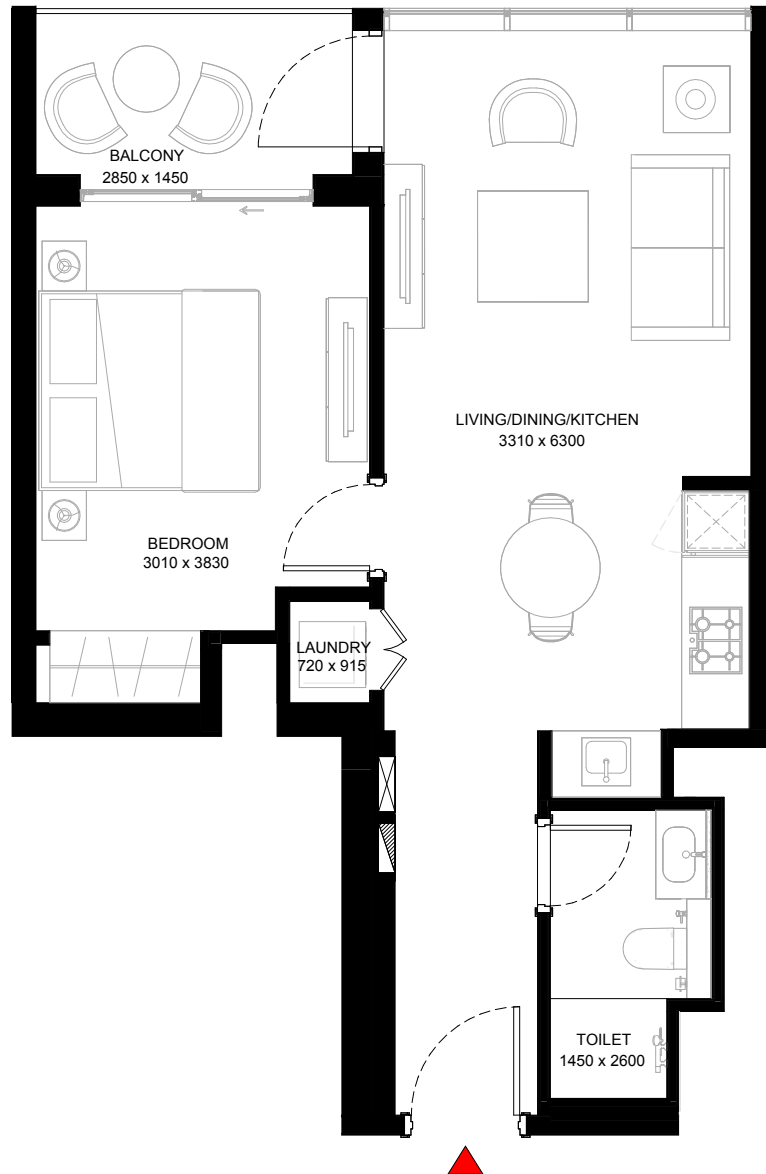 BALCONY
2850 x 1450
LIVING/DINING/KITCHEN
3310 x 6300
BEDROOM
3010 x 3830
LAUNDRY
720 x 915
TOILET
1450 x 2600